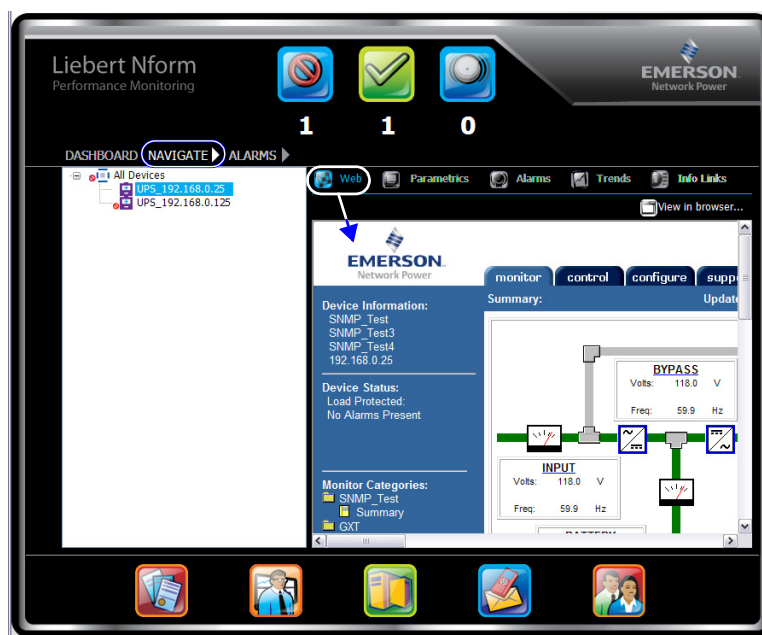 Liebert Nform
Performance Monitoring
EMERSON
Network Power
1 1 0
DASHBOARD NAVIGATE ALARMS
All Devices
UPS_192.168.0.25
UPS_192.168.0.125
Web Parametrics Alarms Trends Info Links
View in browser...
EMERSON
Network Power
monitor control configure supp
Summary: Updat
Device Information:
SNMP_Test
SNMP_Test3
SNMP_Test4
192.168.0.25
Device Status:
Load Protected:
No Alarms Present
Monitor Categories:
SNMP_Test
Summary
GXT
BYPASS
Volts: 118.0 V
Freq: 59.9 Hz
INPUT
Volts: 118.0 V
Freq: 59.9 Hz
BATTERY